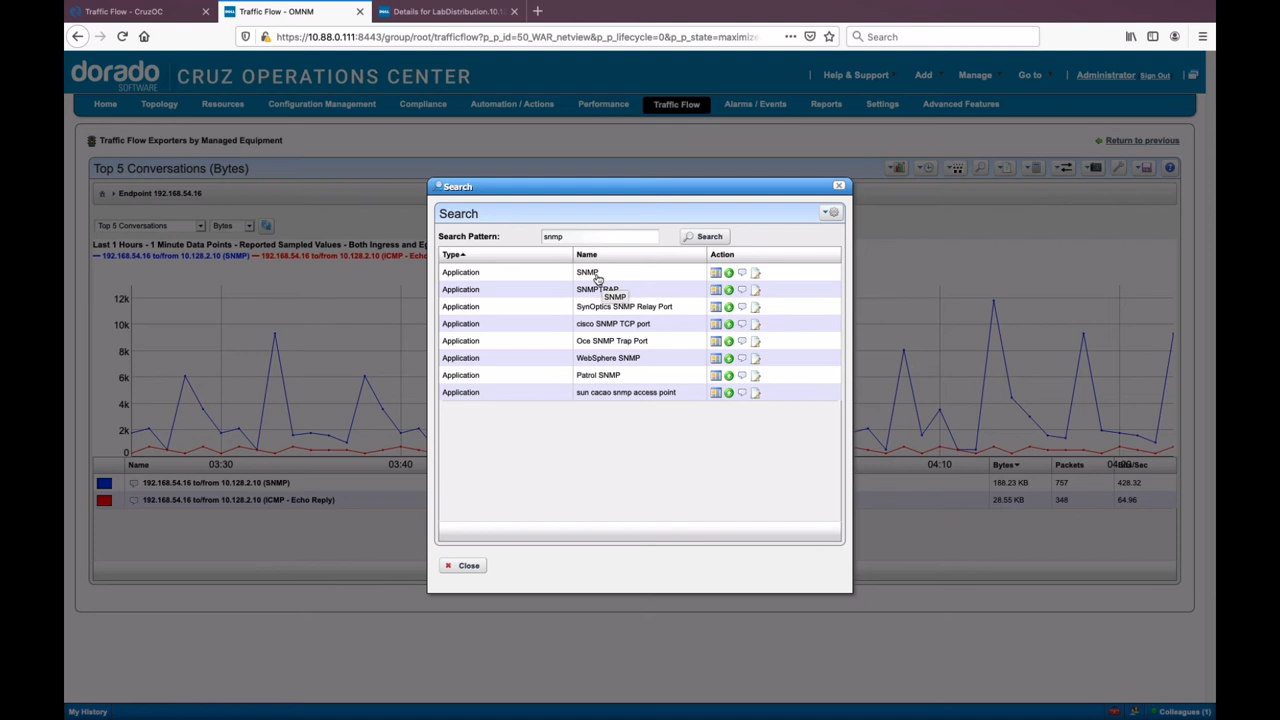 Traffic Flow - CruzOC
Traffic Flow - OMNM
Details for LabDistribution.10.1
https://10.88.0.111:8443/group/root/trafficflow?p_p_id=50_WAR_netview&p_p_lifecycle=0&p_p_state=maximize
Search
DELL
dorado
SOFTWARE
CRUZ OPERATIONS CENTER
Help & Support
Add
Manage
Go to
Administrator
Sign Out
Home
Topology
Resources
Configuration Management
Compliance
Automation / Actions
Performance
Traffic Flow
Alarms / Events
Reports
Settings
Advanced Features
Traffic Flow Exporters by Managed Equipment
Return to previous
Top 5 Conversations (Bytes)
Endpoint 192.168.54.16
Top 5 Conversations
Bytes
Last 1 Hours - 1 Minute Data Points - Reported Sampled Values - Both Ingress and Eg
192.168.54.16 to/from 10.128.2.10 (SNMP)
192.168.54.16 to/from 10.128.2.10 (ICMP - Echo R
12k
10k
8k
6k
4k
2k
0
03:30
03:40
04:10
04:20
Name
Bytes
Packets
192.168.54.16 to/from 10.128.2.10 (SNMP)
188.23 KB
757
428.32
192.168.54.16 to/from 10.128.2.10 (ICMP - Echo Reply)
28.55 KB
348
64.96
Search
Search
Search Pattern:
snmp
Search
Type
Name
Action
Application
SNMP
Application
SNMPTRAP
SNMP
Application
SynOptics SNMP Relay Port
Application
cisco SNMP TCP port
Application
Oce SNMP Trap Port
Application
WebSphere SNMP
Application
Patrol SNMP
Application
sun cacao snmp access point
Close
My History
Colleagues (1)